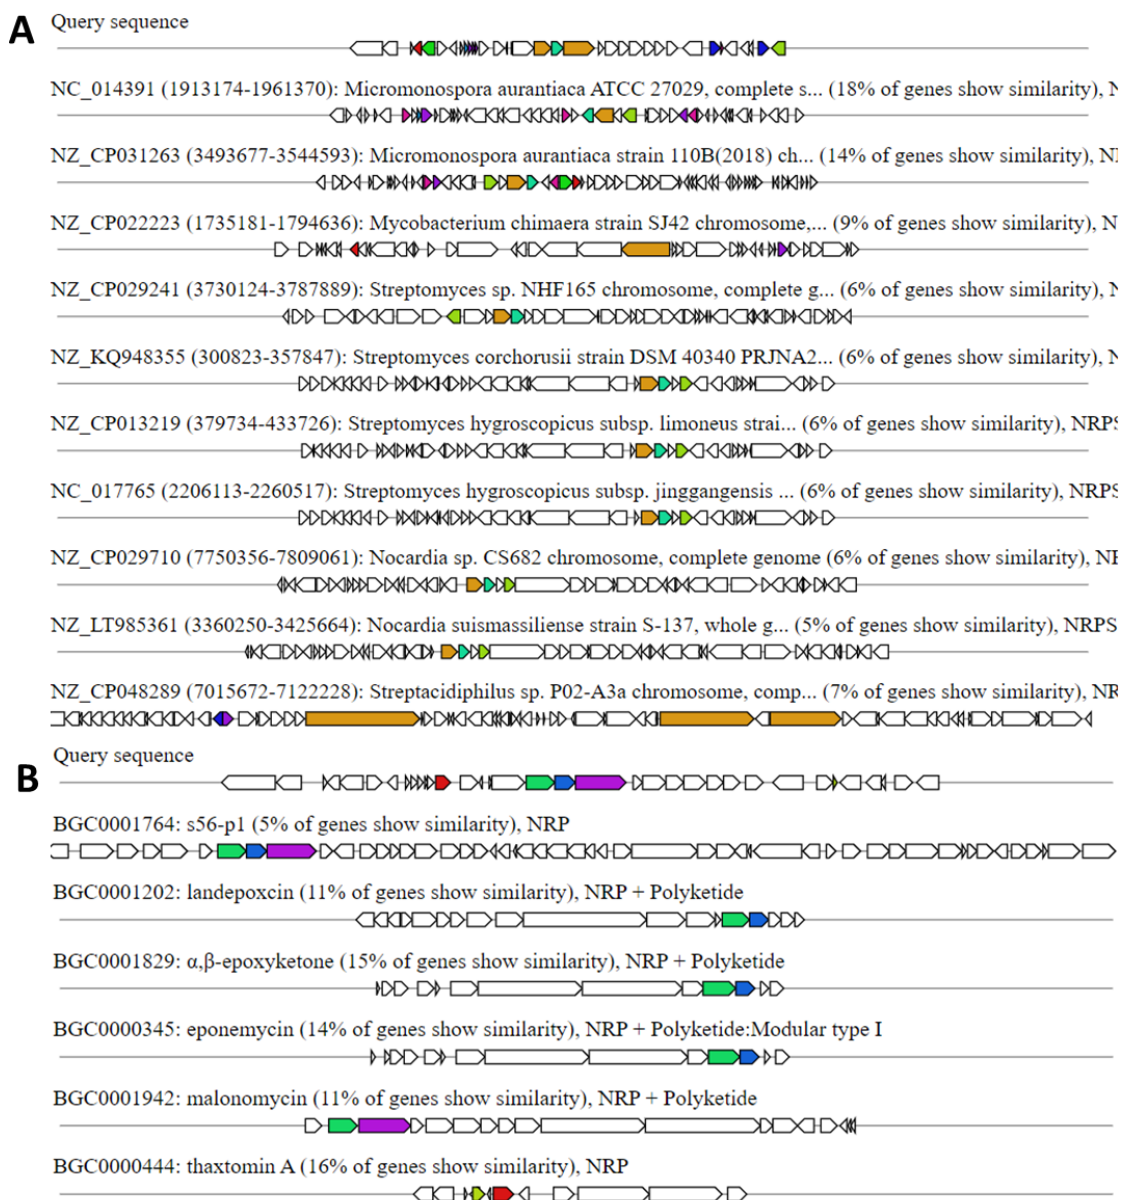 A
Query sequence
NC_014391 (1913174-1961370): Micromonospora aurantiaca ATCC 27029, complete s... (18% of genes show similarity), N
NZ_CP031263 (3493677-3544593): Micromonospora aurantiaca strain 110B(2018) ch... (14% of genes show similarity), N
NZ_CP022223 (1735181-1794636): Mycobacterium chimaera strain SJ42 chromosome,... (9% of genes show similarity), N
NZ_CP029241 (3730124-3787889): Streptomyces sp. NHF165 chromosome, complete g... (6% of genes show similarity), N
NZ_KQ948355 (300823-357847): Streptomyces corchorusii strain DSM 40340 PRJNA2... (6% of genes show similarity), N
NZ_CP013219 (379734-433726): Streptomyces hygroscopicus subsp. limoneus strai... (6% of genes show similarity), NRPS
NC_017765 (2206113-2260517): Streptomyces hygroscopicus subsp. jinggangensis ... (6% of genes show similarity), NRPS
NZ_CP029710 (7750356-7809061): Nocardia sp. CS682 chromosome, complete genome (6% of genes show similarity), NR
NZ_LT985361 (3360250-3425664): Nocardia suismassiliense strain S-137, whole g... (5% of genes show similarity), NRPS
NZ_CP048289 (7015672-7122228): Streptacidiphilus sp. P02-A3a chromosome, comp... (7% of genes show similarity), NR
B
Query sequence
BGC0001764: s56-p1 (5% of genes show similarity), NRP
BGC0001202: landepoxcin (11% of genes show similarity), NRP + Polyketide
BGC0001829: α,β-epoxyketone (15% of genes show similarity), NRP + Polyketide
BGC0000345: eponemycin (14% of genes show similarity), NRP + Polyketide:Modular type I
BGC0001942: malonomycin (11% of genes show similarity), NRP + Polyketide
BGC0000444: thaxtomin A (16% of genes show similarity), NRP